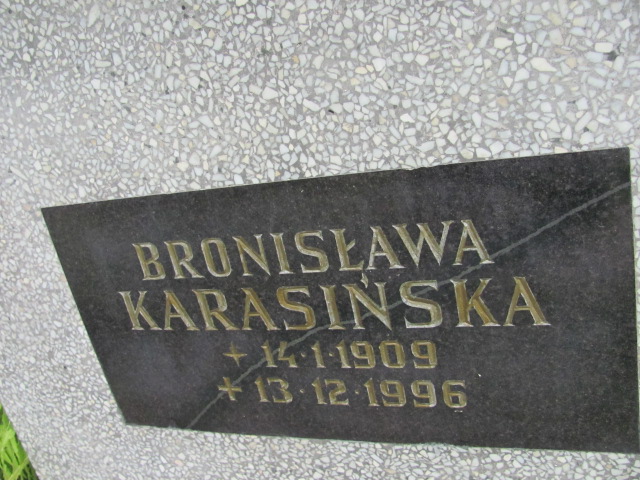 BRONISŁAWA
KARASIŃSKA
+ 14·1·1909
+ 13·12·1996